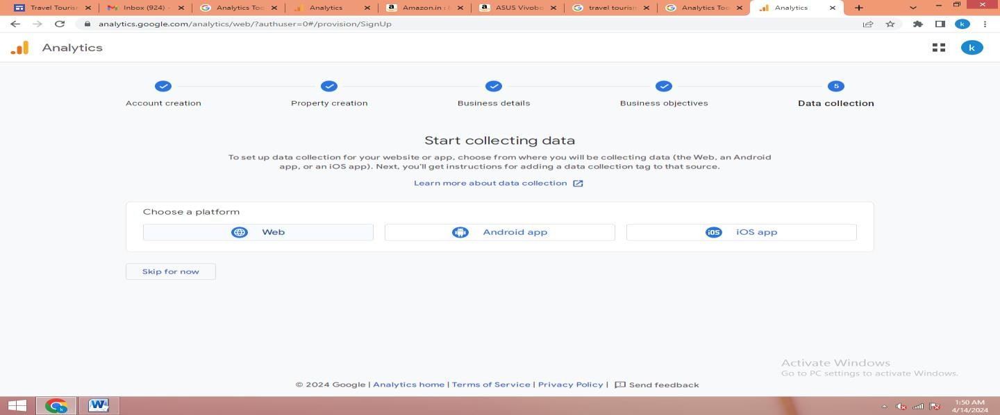 Travel Touris
Inbox (924) -
Analytics Too
Analytics
Amazon.in :
ASUS Vivobo
travel tourism
Analytics Too
Analytics
analytics.google.com/analytics/web/?authuser=0#/provision/SignUp
k
Analytics
k
5
Account creation
Property creation
Business details
Business objectives
Data collection
Start collecting data
To set up data collection for your website or app, choose from where you will be collecting data (the Web, an Android
app, or an iOS app). Next, you'll get instructions for adding a data collection tag to that source.
Learn more about data collection
Choose a platform
Web
Android app
iOS iOS app
Skip for now
Activate Windows
Go to PC settings to activate Windows.
© 2024 Google | Analytics home | Terms of Service | Privacy Policy | Send feedback
1:50 AM
4/14/2024